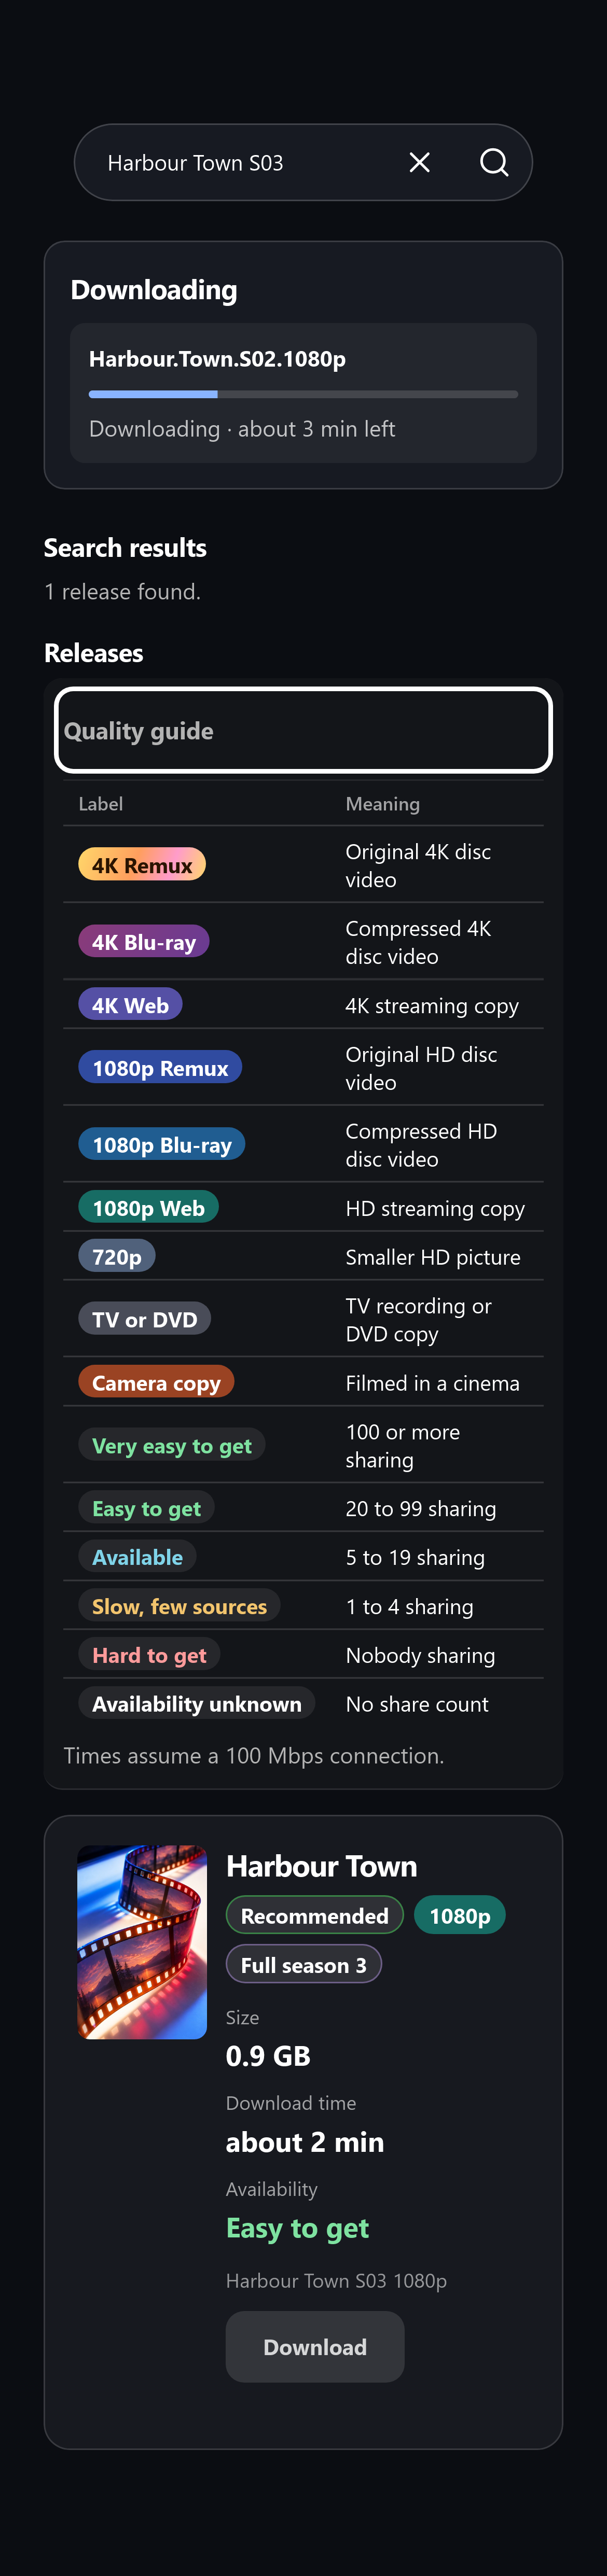 Harbour Town S03
Downloading
Harbour.Town.S02.1080p
Downloading · about 3 min left
Search results
1 release found.
Releases
Quality guide
Label Meaning
4K Remux Original 4K disc
video
4K Blu-ray Compressed 4K
disc video
4K Web 4K streaming copy
1080p Remux Original HD disc
video
1080p Blu-ray Compressed HD
disc video
1080p Web HD streaming copy
720p Smaller HD picture
TV or DVD TV recording or
DVD copy
Camera copy Filmed in a cinema
Very easy to get 100 or more
sharing
Easy to get 20 to 99 sharing
Available 5 to 19 sharing
Slow, few sources 1 to 4 sharing
Hard to get Nobody sharing
Availability unknown No share count
Times assume a 100 Mbps connection.
Harbour Town
Recommended 1080p
Full season 3
Size
0.9 GB
Download time
about 2 min
Availability
Easy to get
Harbour Town S03 1080p
Download